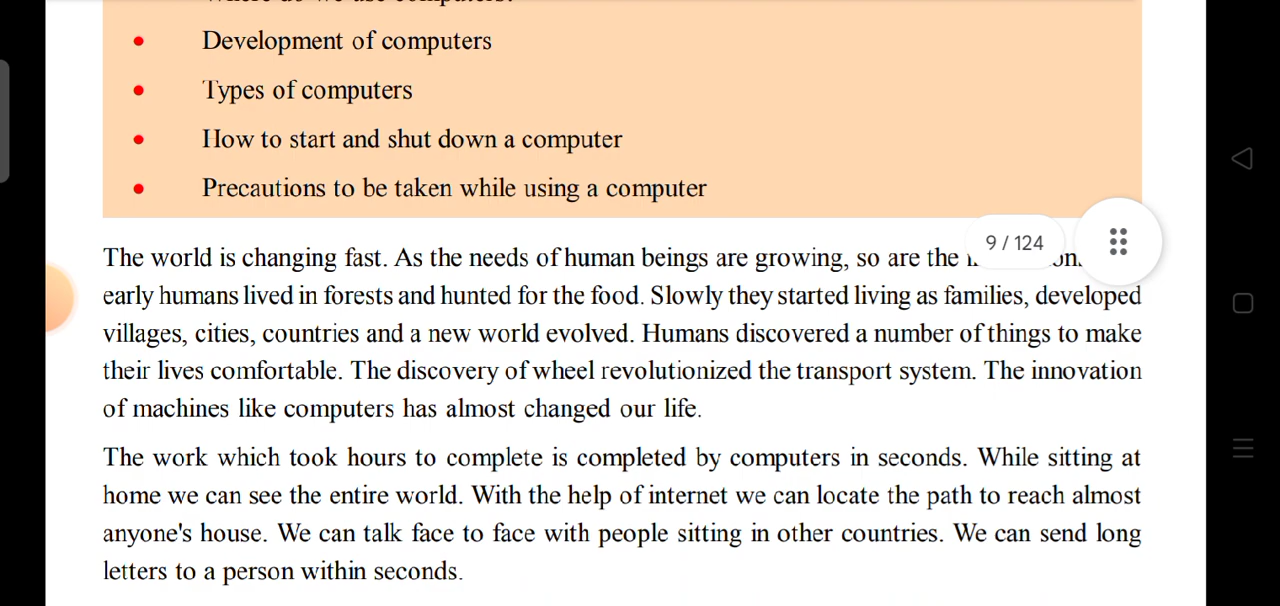 Development of computers
Types of computers
How to start and shut down a computer
Precautions to be taken while using a computer
9 / 124
The world is changing fast. As the needs of human beings are growing, so are the
early humans lived in forests and hunted for the food. Slowly they started living as families, developed
villages, cities, countries and a new world evolved. Humans discovered a number of things to make
their lives comfortable. The discovery of wheel revolutionized the transport system. The innovation
of machines like computers has almost changed our life.
The work which took hours to complete is completed by computers in seconds. While sitting at
home we can see the entire world. With the help of internet we can locate the path to reach almost
anyone's house. We can talk face to face with people sitting in other countries. We can send long
letters to a person within seconds.